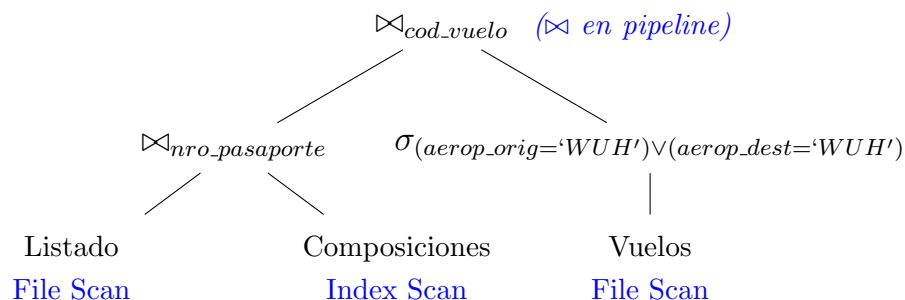 ⋈cod_vuelo (⋈ en pipeline)
⋈nro_pasaporte σ(aerop_orig=‘WUH′)∨(aerop_dest=‘WUH′)
Listado Composiciones Vuelos
File Scan Index Scan File Scan